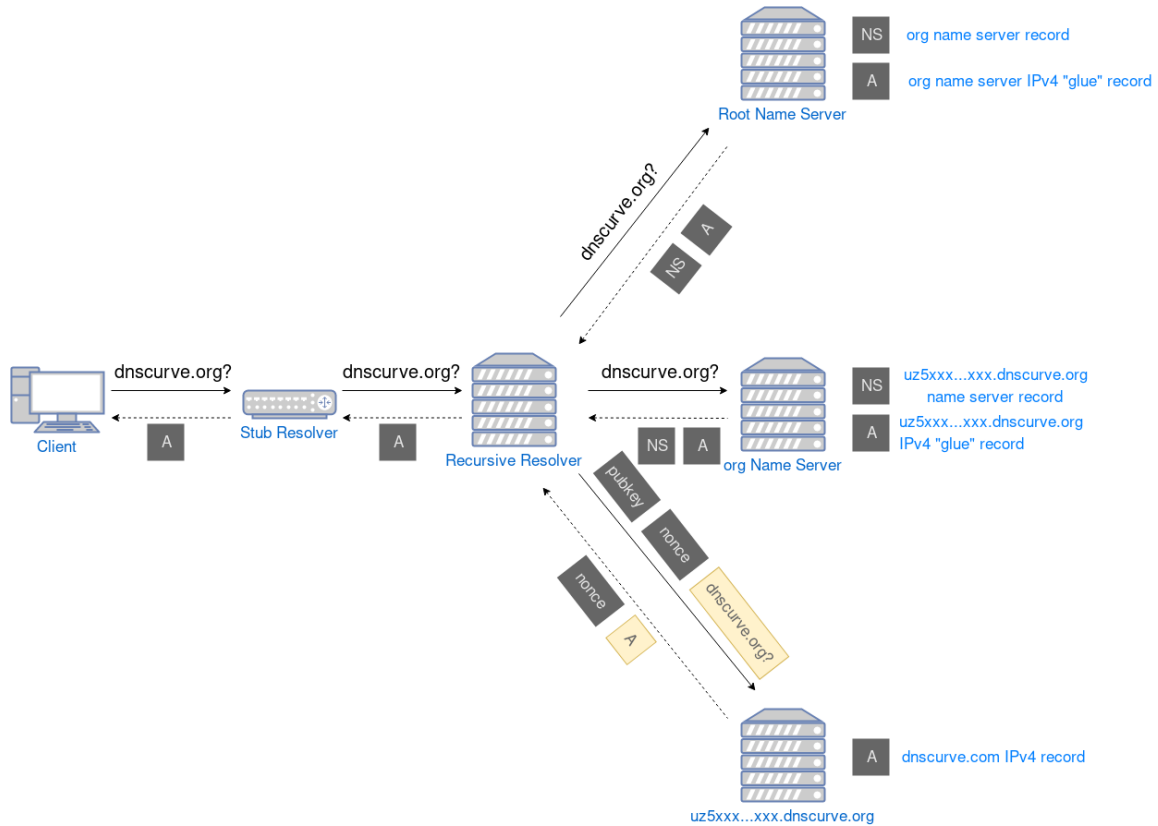 NS
org name server record
A
org name server IPv4 "glue" record
Root Name Server
dnscurve.org?
A
NS
dnscurve.org?
dnscurve.org?
dnscurve.org?
A
A
Client
Stub Resolver
Recursive Resolver
NS
A
org Name Server
NS
uz5xxx...xxx.dnscurve.org
name server record
A
uz5xxx...xxx.dnscurve.org
IPv4 "glue" record
pubkey
nonce
dnscurve.org?
nonce
A
A
dnscurve.com IPv4 record
uz5xxx...xxx.dnscurve.org